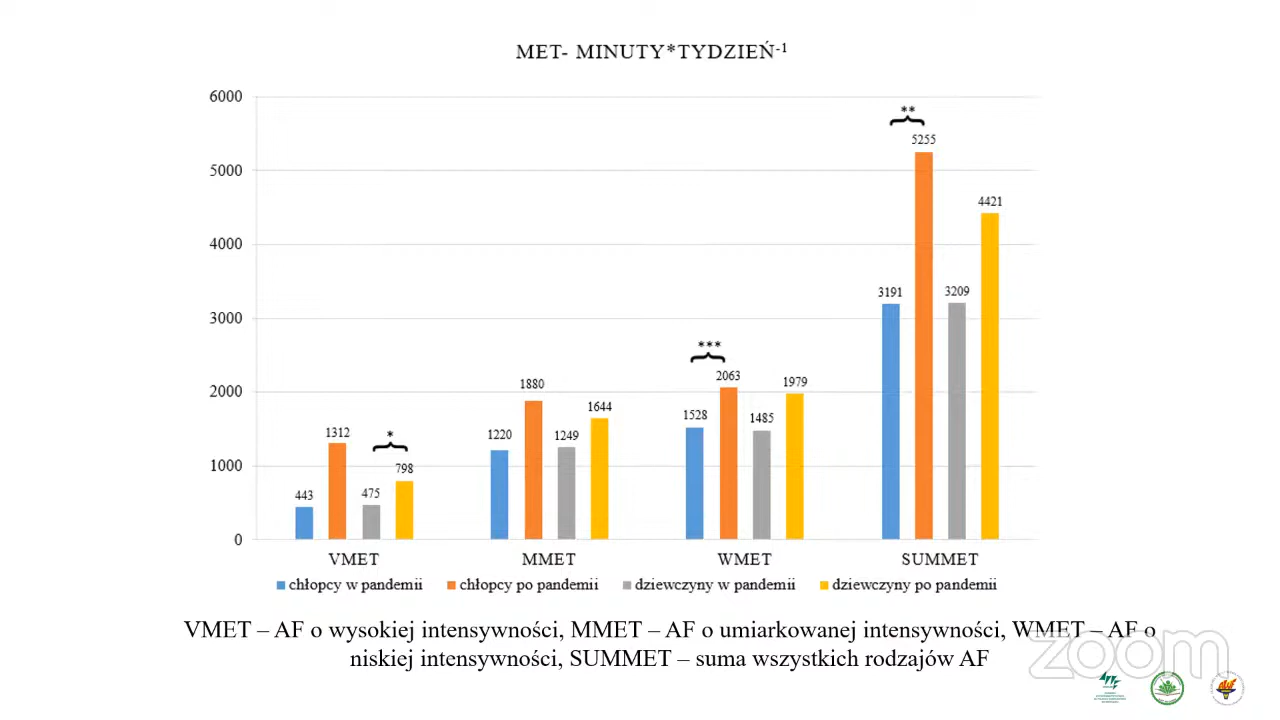 MET- MINUTY*TYDZIEŃ-1
6000
5000
4000
3000
2000
1000
0
443
1312
475
798
*
1220
1880
1249
1644
1528
2063
1485
1979
***
3191
5255
3209
4421
**
VMET
MMET
WMET
SUMMET
chłopcy w pandemii
chłopcy po pandemii
dziewczyny w pandemii
dziewczyny po pandemii
VMET – AF o wysokiej intensywności, MMET – AF o umiarkowanej intensywności, WMET – AF o
niskiej intensywności, SUMMET – suma wszystkich rodzajów AF
zoom